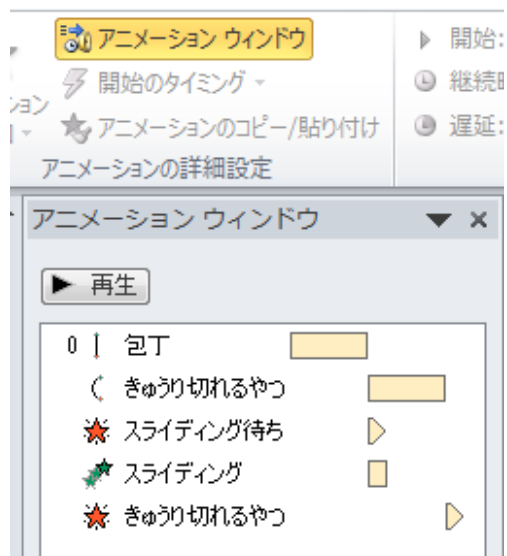 アニメーション ウィンドウ
開始:
開始のタイミング
継続
ション
アニメーションのコピー/貼り付け
遅延:
アニメーションの詳細設定
アニメーション ウィンドウ
再生
0 包丁
きゅうり切れるやつ
スライディング待ち
スライディング
きゅうり切れるやつ